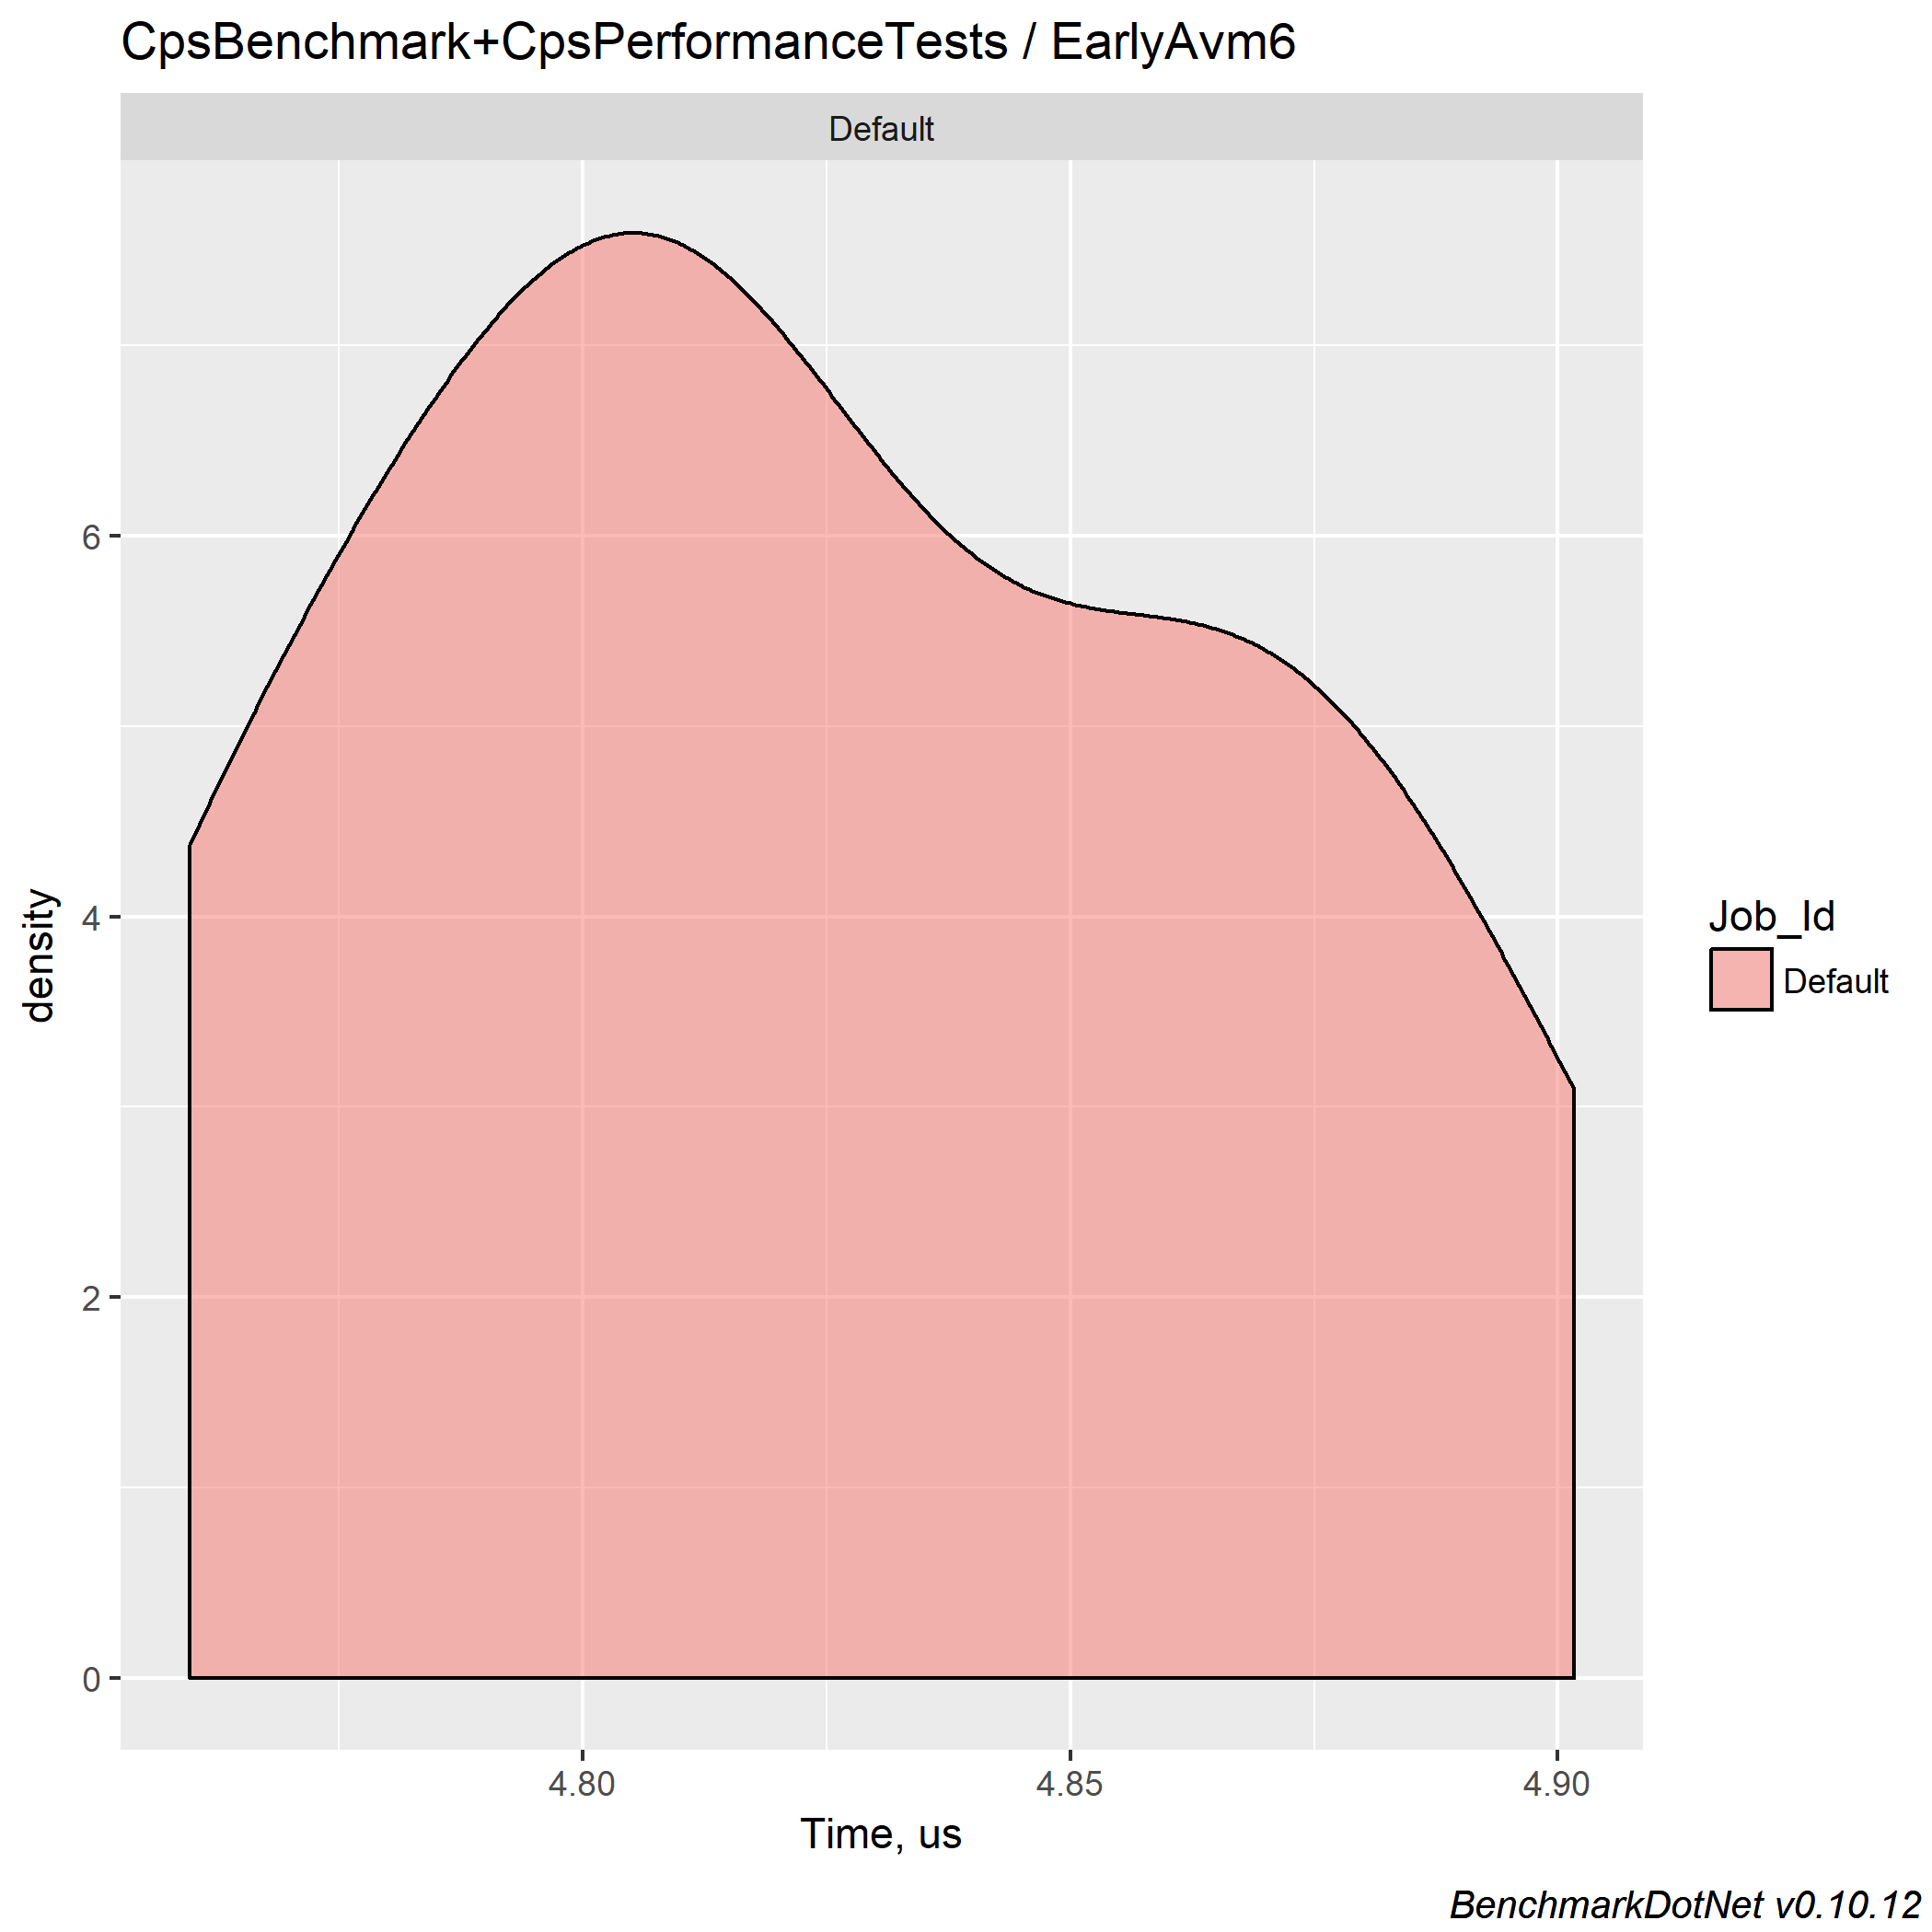 CpsBenchmark+CpsPerformanceTests / EarlyAvm6
Default
density
6
4
2
0
4.80 4.85 4.90
Time, us
Job_Id
Default
BenchmarkDotNet v0.10.12